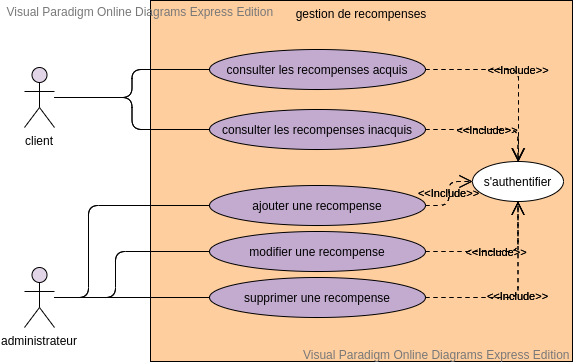 Visual Paradigm Online Diagrams Express Edition
gestion de recompenses
consulter les recompenses acquis
<<Include>>
client
consulter les recompenses inacquis
<<Include>>
s'authentifier
ajouter une recompense
<<Include>>
modifier une recompense
<<Include>>
supprimer une recompense
<<Include>>
administrateur
Visual Paradigm Online Diagrams Express Edition